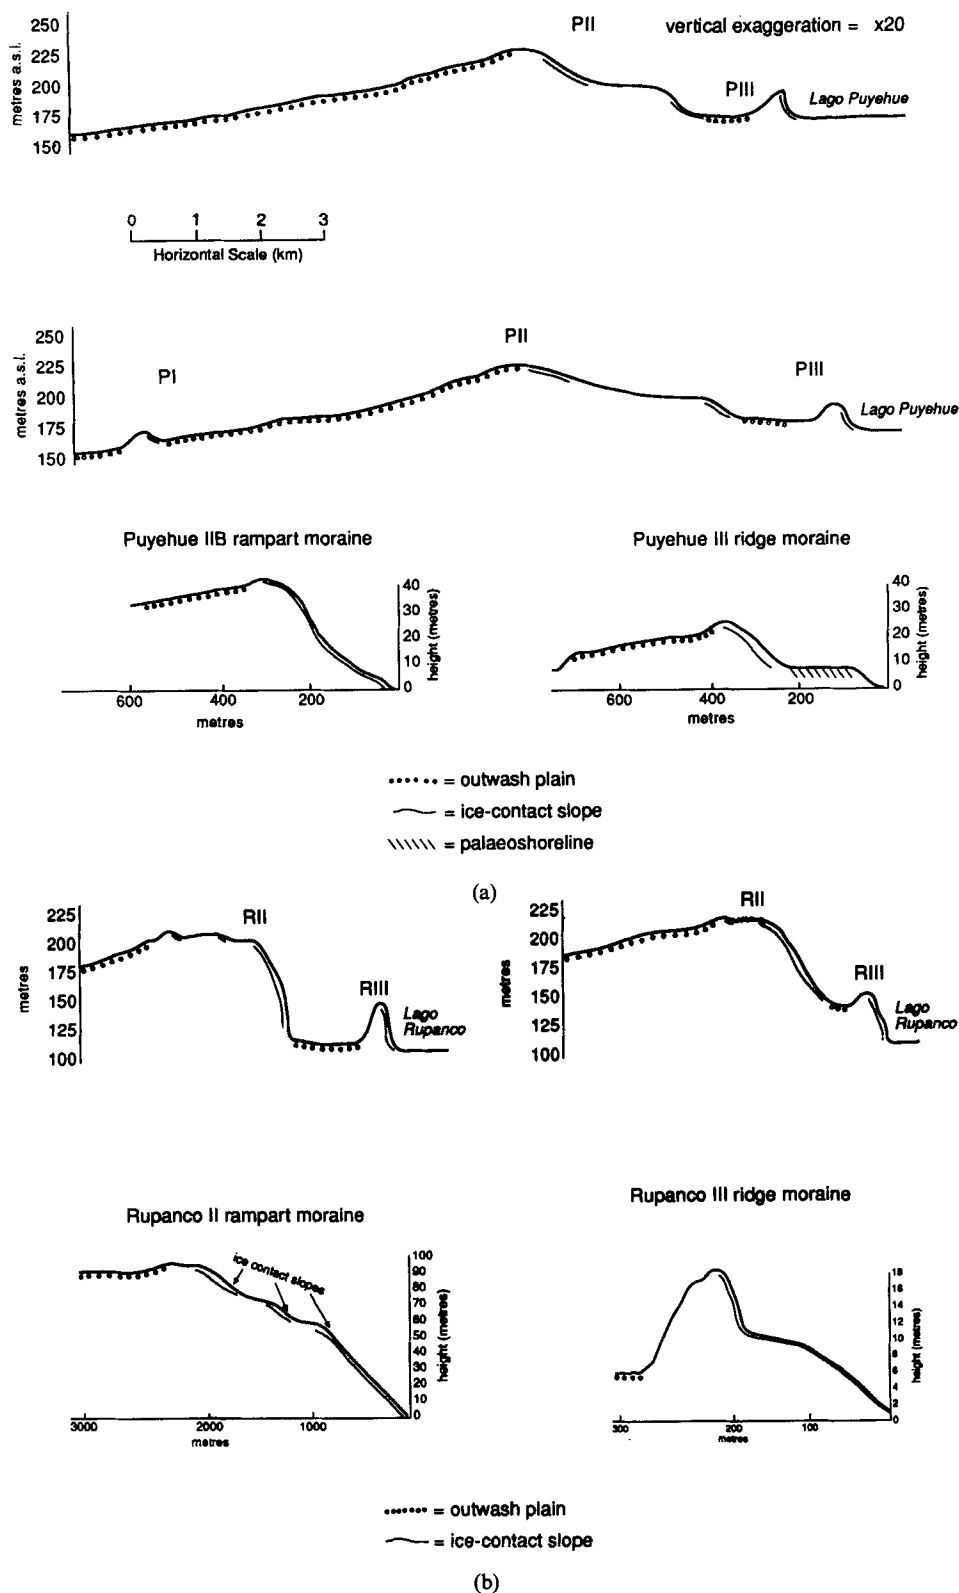 PII
vertical exaggeration = x20
250
225
200
175
150
metres a.s.l.
PIII
Lago Puyehue
0 1 2 3
Horizontal Scale (km)
250
225
200
175
150
metres a.s.l.
PI
PII
PIII
Lago Puyehue
Puyehue IIB rampart moraine
40
30
20
10
0
height (metres)
600 400 200
metres
Puyehue III ridge moraine
40
30
20
10
0
height (metres)
600 400 200
metres
= outwash plain
= ice-contact slope
= palaeoshoreline
(a)
225
200
175
150
125
100
metres
RII
RIII
Lago
Rupanco
225
200
175
150
125
100
metres
RII
RIII
Lago
Rupanco
Rupanco II rampart moraine
ice contact slopes
100
90
80
70
60
50
40
30
20
10
0
height (metres)
3000 2000 1000
metres
Rupanco III ridge moraine
18
16
14
12
10
8
6
4
2
0
height (metres)
300 200 100
metres
= outwash plain
= ice-contact slope
(b)